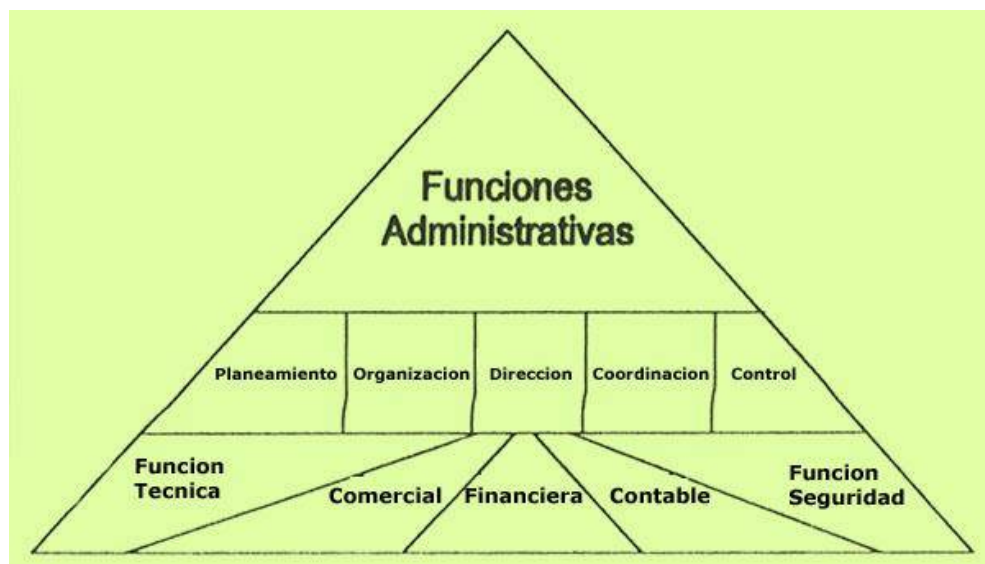 Funciones
Administrativas
Planeamiento Organizacion Direccion Coordinacion Control
Funcion
Tecnica
Comercial Financiera Contable
Funcion
Seguridad